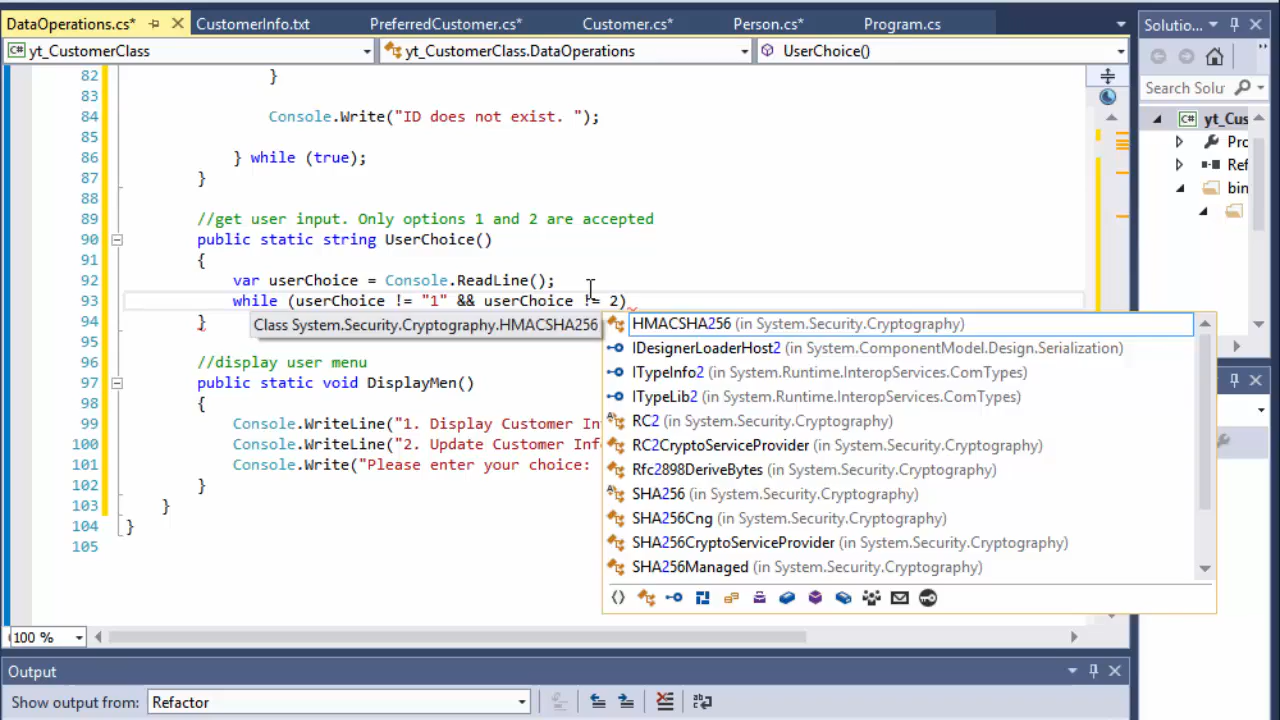 DataOperations.cs* CustomerInfo.txt PreferredCustomer.cs* Customer.cs* Person.cs* Program.cs
C# yt_CustomerClass yt_CustomerClass.DataOperations UserChoice()
82 }
83
84 Console.Write("ID does not exist. ");
85
86 } while (true);
87 }
88
89 //get user input. Only options 1 and 2 are accepted
90 public static string UserChoice()
91 {
92 var userChoice = Console.ReadLine();
93 while (userChoice != "1" && userChoice != 2)
94 }
Class System.Security.Cryptography.HMACSHA256
95
96 //display user menu
97 public static void DisplayMen()
98 {
99 Console.WriteLine("1. Display Customer In
100 Console.WriteLine("2. Update Customer Inf
101 Console.Write("Please enter your choice:
102 }
103 }
104 }
105
HMACSHA256 (in System.Security.Cryptography)
IDesignerLoaderHost2 (in System.ComponentModel.Design.Serialization)
ITypeInfo2 (in System.Runtime.InteropServices.ComTypes)
ITypeLib2 (in System.Runtime.InteropServices.ComTypes)
RC2 (in System.Security.Cryptography)
RC2CryptoServiceProvider (in System.Security.Cryptography)
Rfc2898DeriveBytes (in System.Security.Cryptography)
SHA256 (in System.Security.Cryptography)
SHA256Cng (in System.Security.Cryptography)
SHA256CryptoServiceProvider (in System.Security.Cryptography)
SHA256Managed (in System.Security.Cryptography)
100 %
Output
Show output from: Refactor
Solutio...
Search Solu
C# yt_Cus
Pro
Ref
bin